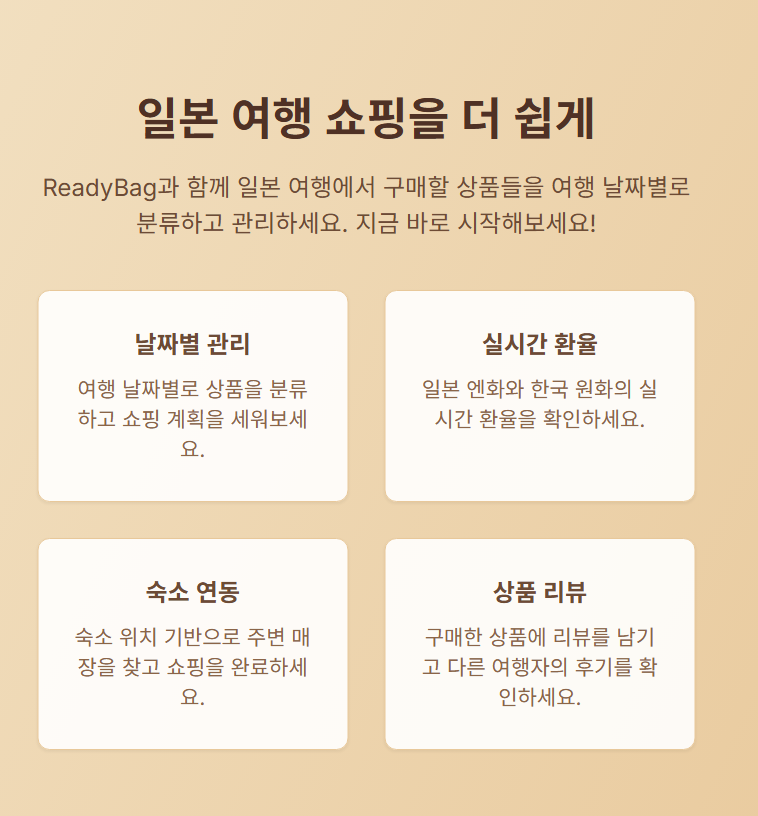 일본 여행 쇼핑을 더 쉽게
ReadyBag과 함께 일본 여행에서 구매할 상품들을 여행 날짜별로
분류하고 관리하세요. 지금 바로 시작해보세요!
날짜별 관리
여행 날짜별로 상품을 분류
하고 쇼핑 계획을 세워보세
요.
실시간 환율
일본 엔화와 한국 원화의 실
시간 환율을 확인하세요.
숙소 연동
숙소 위치 기반으로 주변 매
장을 찾고 쇼핑을 완료하세
요.
상품 리뷰
구매한 상품에 리뷰를 남기
고 다른 여행자의 후기를 확
인하세요.